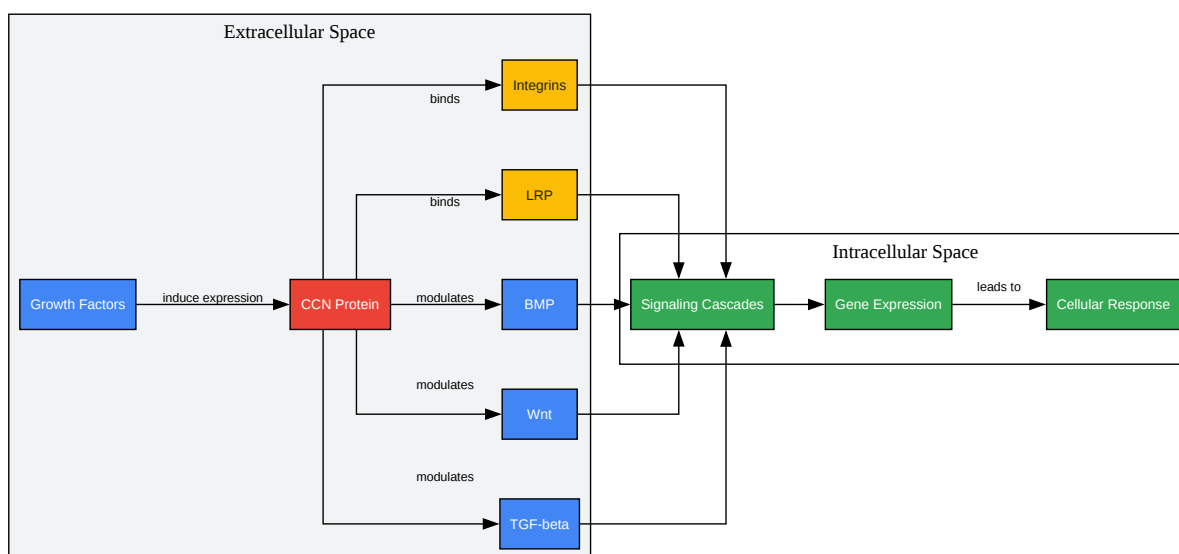 Extracellular Space
Integrins
binds
LRP
binds
Intracellular Space
Growth Factors
induce expression
CCN Protein
modulates
BMP
Signaling Cascades
Gene Expression
leads to
Cellular Response
modulates
Wnt
modulates
TGF-beta